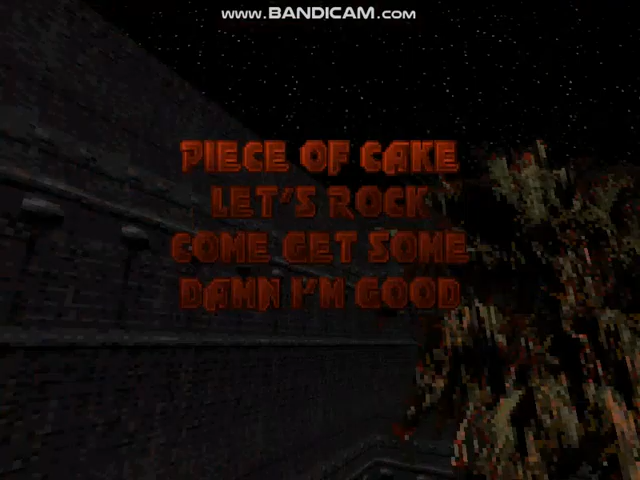 www.BANDICAM.com
PIECE OF CAKE
LET'S ROCK
COME GET SOME
DAMN I'M GOOD